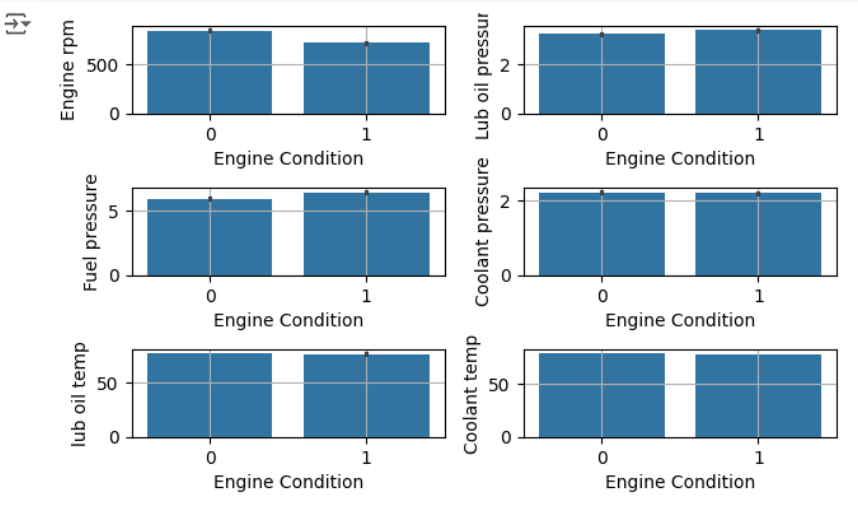 Engine rpm
500
0
0 1
Engine Condition
Lub oil pressur
2
0
0 1
Engine Condition
Fuel pressure
5
0
0 1
Engine Condition
Coolant pressure
2
0
0 1
Engine Condition
lub oil temp
50
0
0 1
Engine Condition
Coolant temp
50
0
0 1
Engine Condition